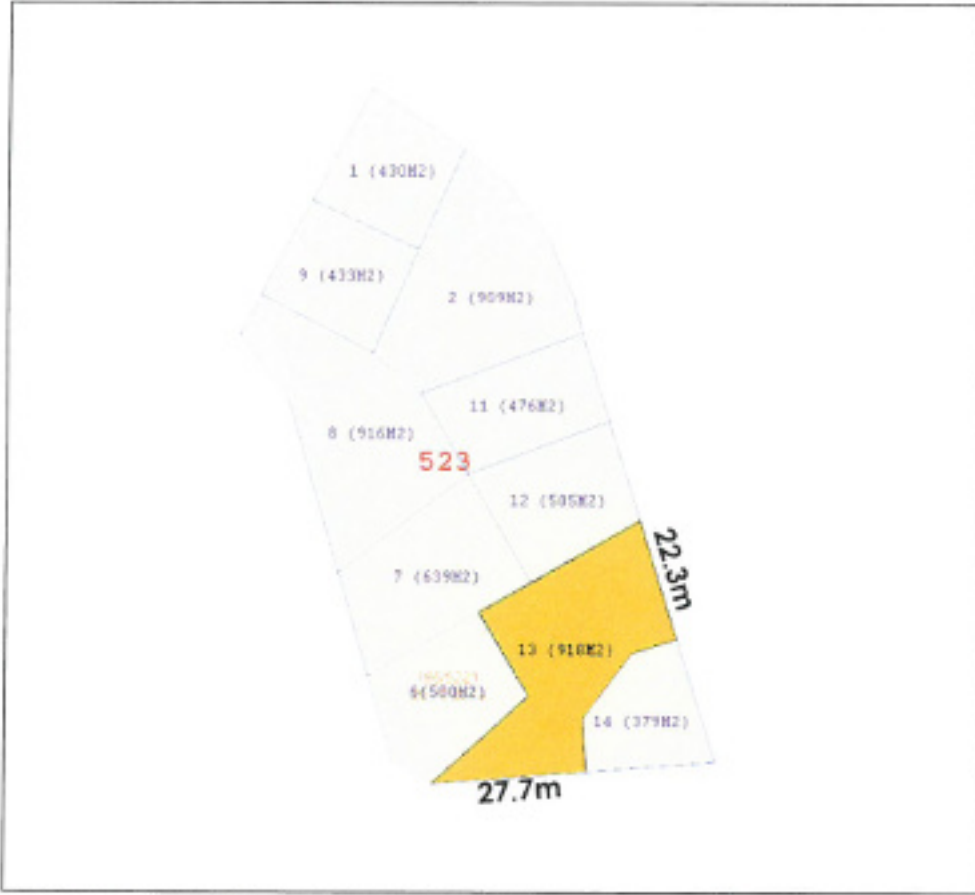 1 (430M2)
9 (433M2)
2 (909M2)
11 (476M2)
8 (916M2)
523
12 (505M2)
22.3m
7 (639M2)
13 (918M2)
6(500M2)
14 (379M2)
27.7m